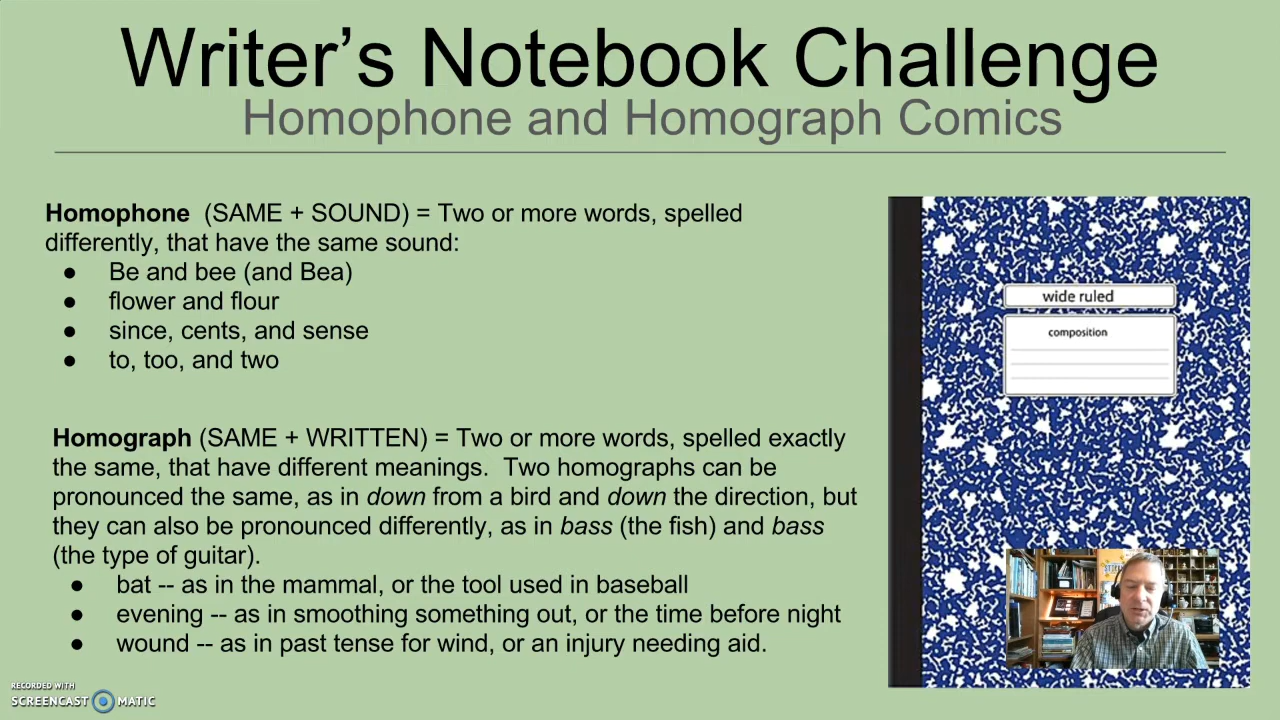 Writer’s Notebook Challenge
Homophone and Homograph Comics
Homophone (SAME + SOUND) = Two or more words, spelled
differently, that have the same sound:
● Be and bee (and Bea)
● flower and flour
● since, cents, and sense
● to, too, and two
Homograph (SAME + WRITTEN) = Two or more words, spelled exactly
the same, that have different meanings. Two homographs can be
pronounced the same, as in down from a bird and down the direction, but
they can also be pronounced differently, as in bass (the fish) and bass
(the type of guitar).
● bat -- as in the mammal, or the tool used in baseball
● evening -- as in smoothing something out, or the time before night
● wound -- as in past tense for wind, or an injury needing aid.
wide ruled
composition
RECORDED WITH
SCREENCAST MATIC